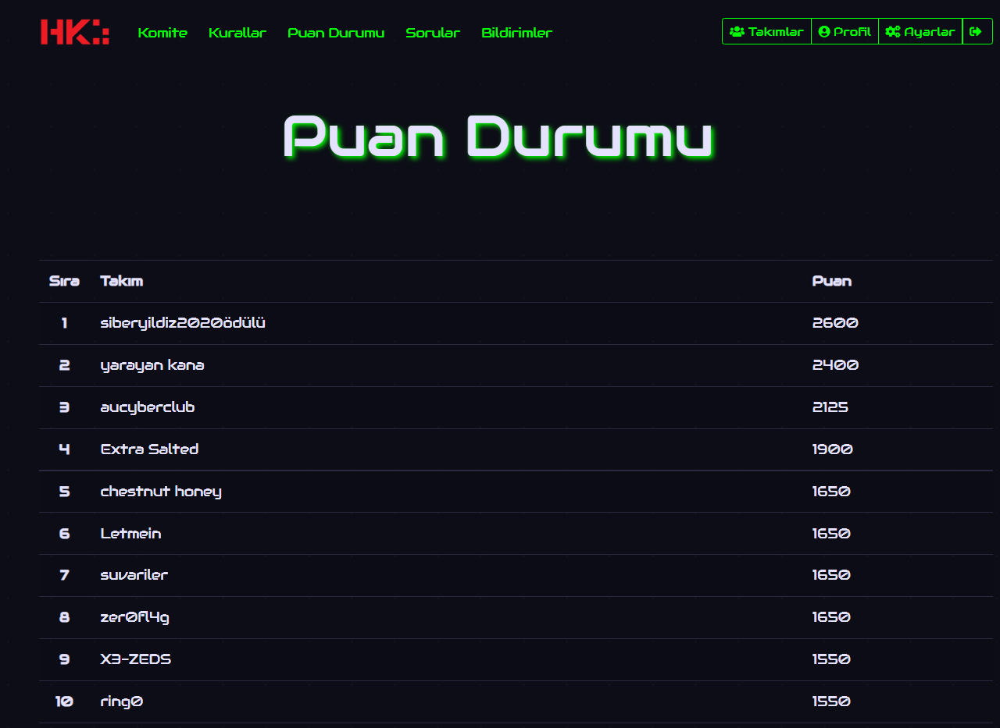 HK
Komite Kurallar Puan Durumu Sorular Bildirimler
Takımlar Profil Ayarlar
Puan Durumu
Sıra Takım Puan
1 siberyildiz2020ödülü 2600
2 yarayan kana 2400
3 aucyberclub 2125
4 Extra Salted 1900
5 chestnut honey 1650
6 Letmein 1650
7 suvariler 1650
8 zer0fl4g 1650
9 X3-ZEDS 1550
10 ring0 1550